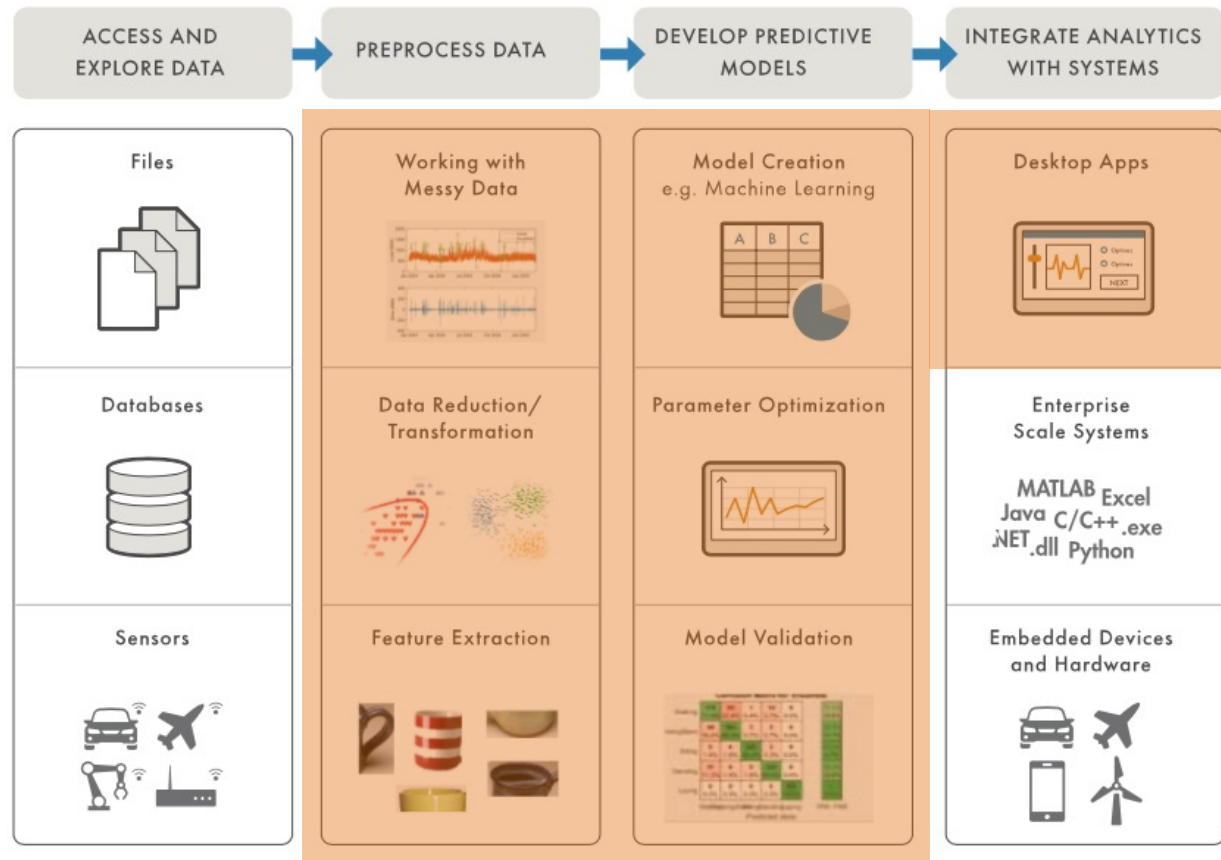 ACCESS AND
EXPLORE DATA
PREPROCESS DATA
DEVELOP PREDICTIVE
MODELS
INTEGRATE ANALYTICS
WITH SYSTEMS
Files
Databases
Sensors
Working with
Messy Data
Data Reduction/
Transformation
Feature Extraction
Model Creation
e.g. Machine Learning
A B C
Parameter Optimization
Model Validation
Desktop Apps
Options
Options
NEXT
Enterprise
Scale Systems
MATLAB Excel
Java C/C++ .exe
.NET .dll Python
Embedded Devices
and Hardware